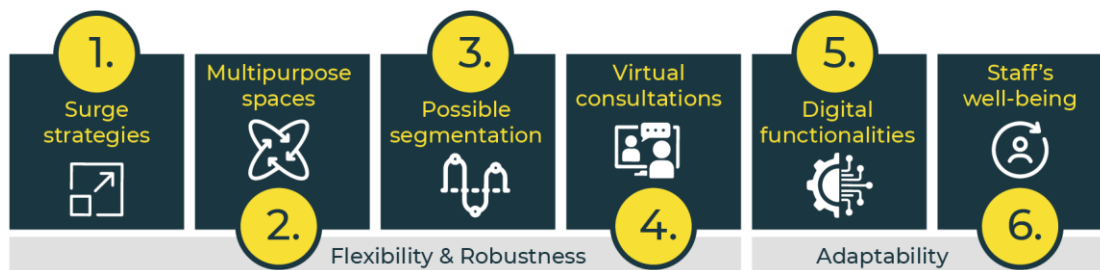 1.
Surge
strategies
Multipurpose
spaces
2.
3.
Possible
segmentation
Virtual
consultations
4.
5.
Digital
functionalities
Staff's
well-being
6.
Flexibility & Robustness
Adaptability